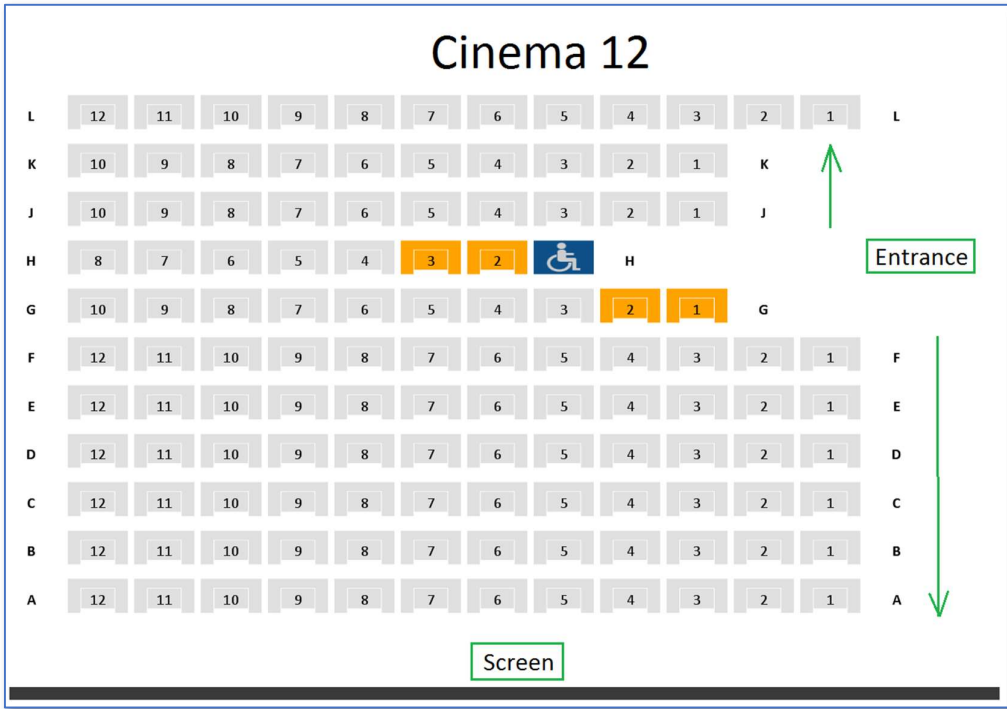 Cinema 12
L 12 11 10 9 8 7 6 5 4 3 2 1 L
K 10 9 8 7 6 5 4 3 2 1 K
J 10 9 8 7 6 5 4 3 2 1 J
H 8 7 6 5 4 3 2 H
Entrance
G 10 9 8 7 6 5 4 3 2 1 G
F 12 11 10 9 8 7 6 5 4 3 2 1 F
E 12 11 10 9 8 7 6 5 4 3 2 1 E
D 12 11 10 9 8 7 6 5 4 3 2 1 D
C 12 11 10 9 8 7 6 5 4 3 2 1 C
B 12 11 10 9 8 7 6 5 4 3 2 1 B
A 12 11 10 9 8 7 6 5 4 3 2 1 A
Screen